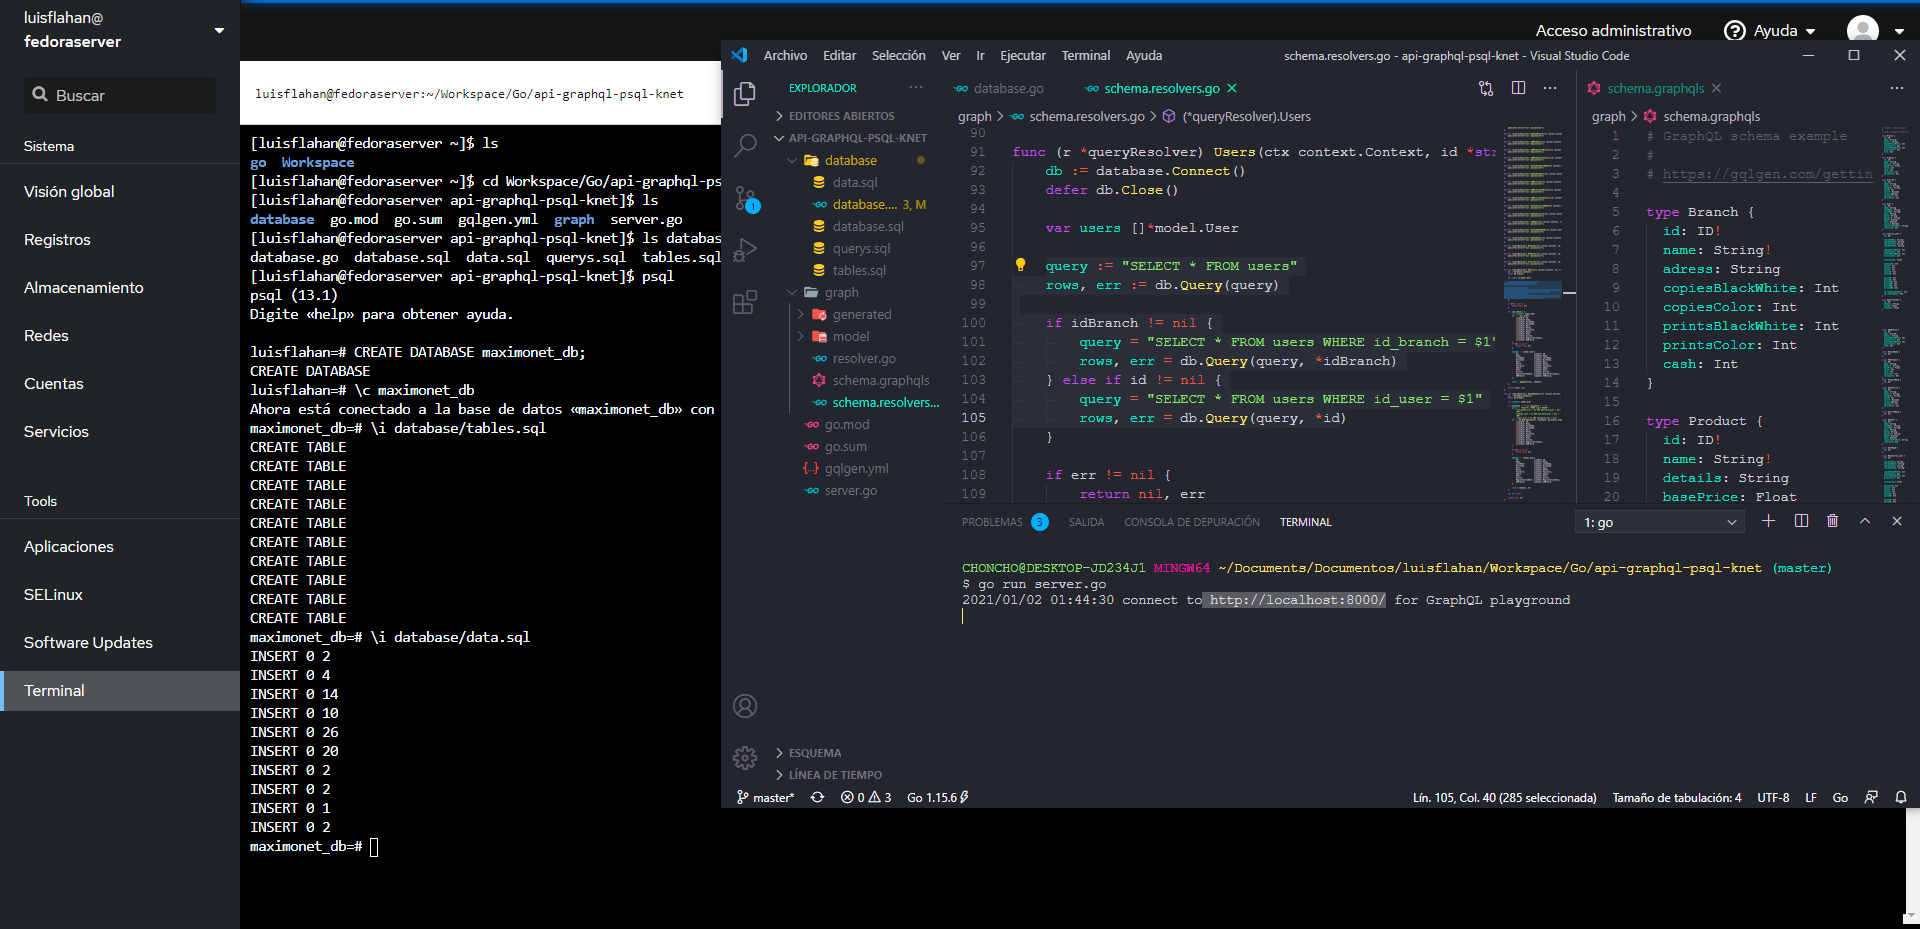 luisflahan@
fedoraserver
Buscar
Sistema
Visión global
Registros
Almacenamiento
Redes
Cuentas
Servicios
Tools
Aplicaciones
SELinux
Software Updates
Terminal
Acceso administrativo
Ayuda
luisflahan@fedoraserver:~/Workspace/Go/api-graphql-psql-knet
[luisflahan@fedoraserver ~]$ ls
go  Workspace
[luisflahan@fedoraserver ~]$ cd Workspace/Go/api-graphql-ps
[luisflahan@fedoraserver api-graphql-psql-knet]$ ls
database  go.mod  go.sum  gqlgen.yml  graph  server.go
[luisflahan@fedoraserver api-graphql-psql-knet]$ ls databas
database.go  database.sql  data.sql  querys.sql  tables.sql
[luisflahan@fedoraserver api-graphql-psql-knet]$ psql
psql (13.1)
Digite «help» para obtener ayuda.
luisflahan=# CREATE DATABASE maximonet_db;
CREATE DATABASE
luisflahan=# \c maximonet_db
Ahora está conectado a la base de datos «maximonet_db» con
maximonet_db=# \i database/tables.sql
CREATE TABLE
CREATE TABLE
CREATE TABLE
CREATE TABLE
CREATE TABLE
CREATE TABLE
CREATE TABLE
CREATE TABLE
CREATE TABLE
CREATE TABLE
maximonet_db=# \i database/data.sql
INSERT 0 2
INSERT 0 4
INSERT 0 14
INSERT 0 10
INSERT 0 26
INSERT 0 20
INSERT 0 2
INSERT 0 2
INSERT 0 1
INSERT 0 2
maximonet_db=#
Archivo Editar Selección Ver Ir Ejecutar Terminal Ayuda
schema.resolvers.go - api-graphql-psql-knet - Visual Studio Code
EXPLORADOR
EDITORES ABIERTOS
API-GRAPHQL-PSQL-KNET
database
data.sql
database.... 3, M
database.sql
querys.sql
tables.sql
graph
generated
model
resolver.go
schema.graphqls
schema.resolvers...
go.mod
go.sum
gqlgen.yml
server.go
1
ESQUEMA
LÍNEA DE TIEMPO
database.go schema.resolvers.go
graph > schema.resolvers.go > (*queryResolver).Users
90
91 func (r *queryResolver) Users(ctx context.Context, id *str
92 db := database.Connect()
93 defer db.Close()
94
95 var users []*model.User
96
97 query := "SELECT * FROM users"
98 rows, err := db.Query(query)
99
100 if idBranch != nil {
101 query = "SELECT * FROM users WHERE id_branch = $1"
102 rows, err = db.Query(query, *idBranch)
103 } else if id != nil {
104 query = "SELECT * FROM users WHERE id_user = $1"
105 rows, err = db.Query(query, *id)
106 }
107
108 if err != nil {
109 return nil, err
schema.graphqls
graph > schema.graphqls
1 # GraphQL schema example
2 #
3 # https://gqlgen.com/gettin
4
5 type Branch {
6 id: ID!
7 name: String!
8 adress: String
9 copiesBlackWhite: Int
10 copiesColor: Int
11 printsBlackWhite: Int
12 printsColor: Int
13 cash: Int
14 }
15
16 type Product {
17 id: ID!
18 name: String!
19 details: String
20 basePrice: Float
PROBLEMAS 3 SALIDA CONSOLA DE DEPURACIÓN TERMINAL
1: go
CHONCHO@DESKTOP-JD234J1 MINGW64 ~/Documents/Documentos/luisflahan/Workspace/Go/api-graphql-psql-knet (master)
$ go run server.go
2021/01/02 01:44:30 connect to http://localhost:8000/ for GraphQL playground
master* 0 3 Go 1.15.6
Lín. 105, Col. 40 (285 seleccionada) Tamaño de tabulación: 4 UTF-8 LF Go